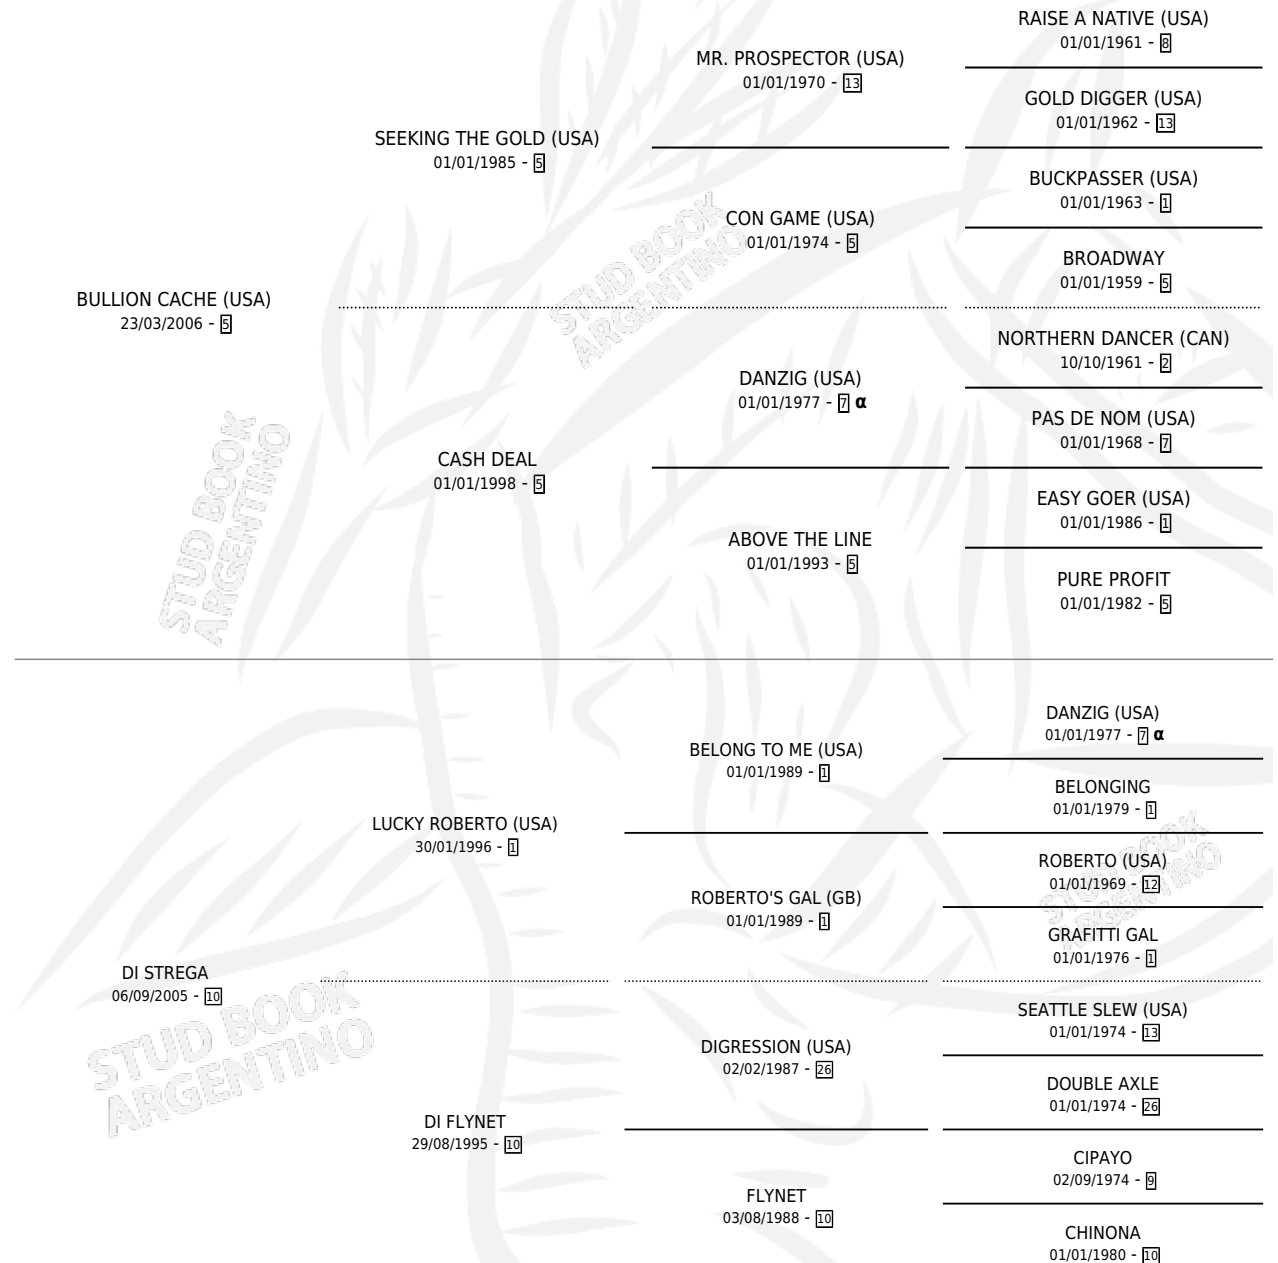 RAISE A NATIVE (USA)
01/01/1961 - 8
MR. PROSPECTOR (USA)
01/01/1970 - 13
GOLD DIGGER (USA)
01/01/1962 - 13
SEEKING THE GOLD (USA)
01/01/1985 - 5
BUCKPASSER (USA)
01/01/1963 - 1
CON GAME (USA)
01/01/1974 - 5
BROADWAY
01/01/1959 - 5
STUD BOOK
ARGENTINO
BULLION CACHE (USA)
23/03/2006 - 5
NORTHERN DANCER (CAN)
10/10/1961 - 2
DANZIG (USA)
01/01/1977 - 7 α
PAS DE NOM (USA)
01/01/1968 - 7
CASH DEAL
01/01/1998 - 5
EASY GOER (USA)
01/01/1986 - 1
ABOVE THE LINE
01/01/1993 - 5
PURE PROFIT
01/01/1982 - 5
STUD BOOK
ARGENTINO
DANZIG (USA)
01/01/1977 - 7 α
BELONG TO ME (USA)
01/01/1989 - 1
BELONGING
01/01/1979 - 1
LUCKY ROBERTO (USA)
30/01/1996 - 1
ROBERTO (USA)
01/01/1969 - 12
ROBERTO'S GAL (GB)
01/01/1989 - 1
GRAFITTI GAL
01/01/1976 - 1
STUD BOOK
ARGENTINO
DI STREGA
06/09/2005 - 10
SEATTLE SLEW (USA)
01/01/1974 - 13
DIGRESSION (USA)
02/02/1987 - 26
DOUBLE AXLE
01/01/1974 - 26
STUD BOOK
ARGENTINO
DI FLYNET
29/08/1995 - 10
CIPAYO
02/09/1974 - 9
FLYNET
03/08/1988 - 10
CHINONA
01/01/1980 - 10